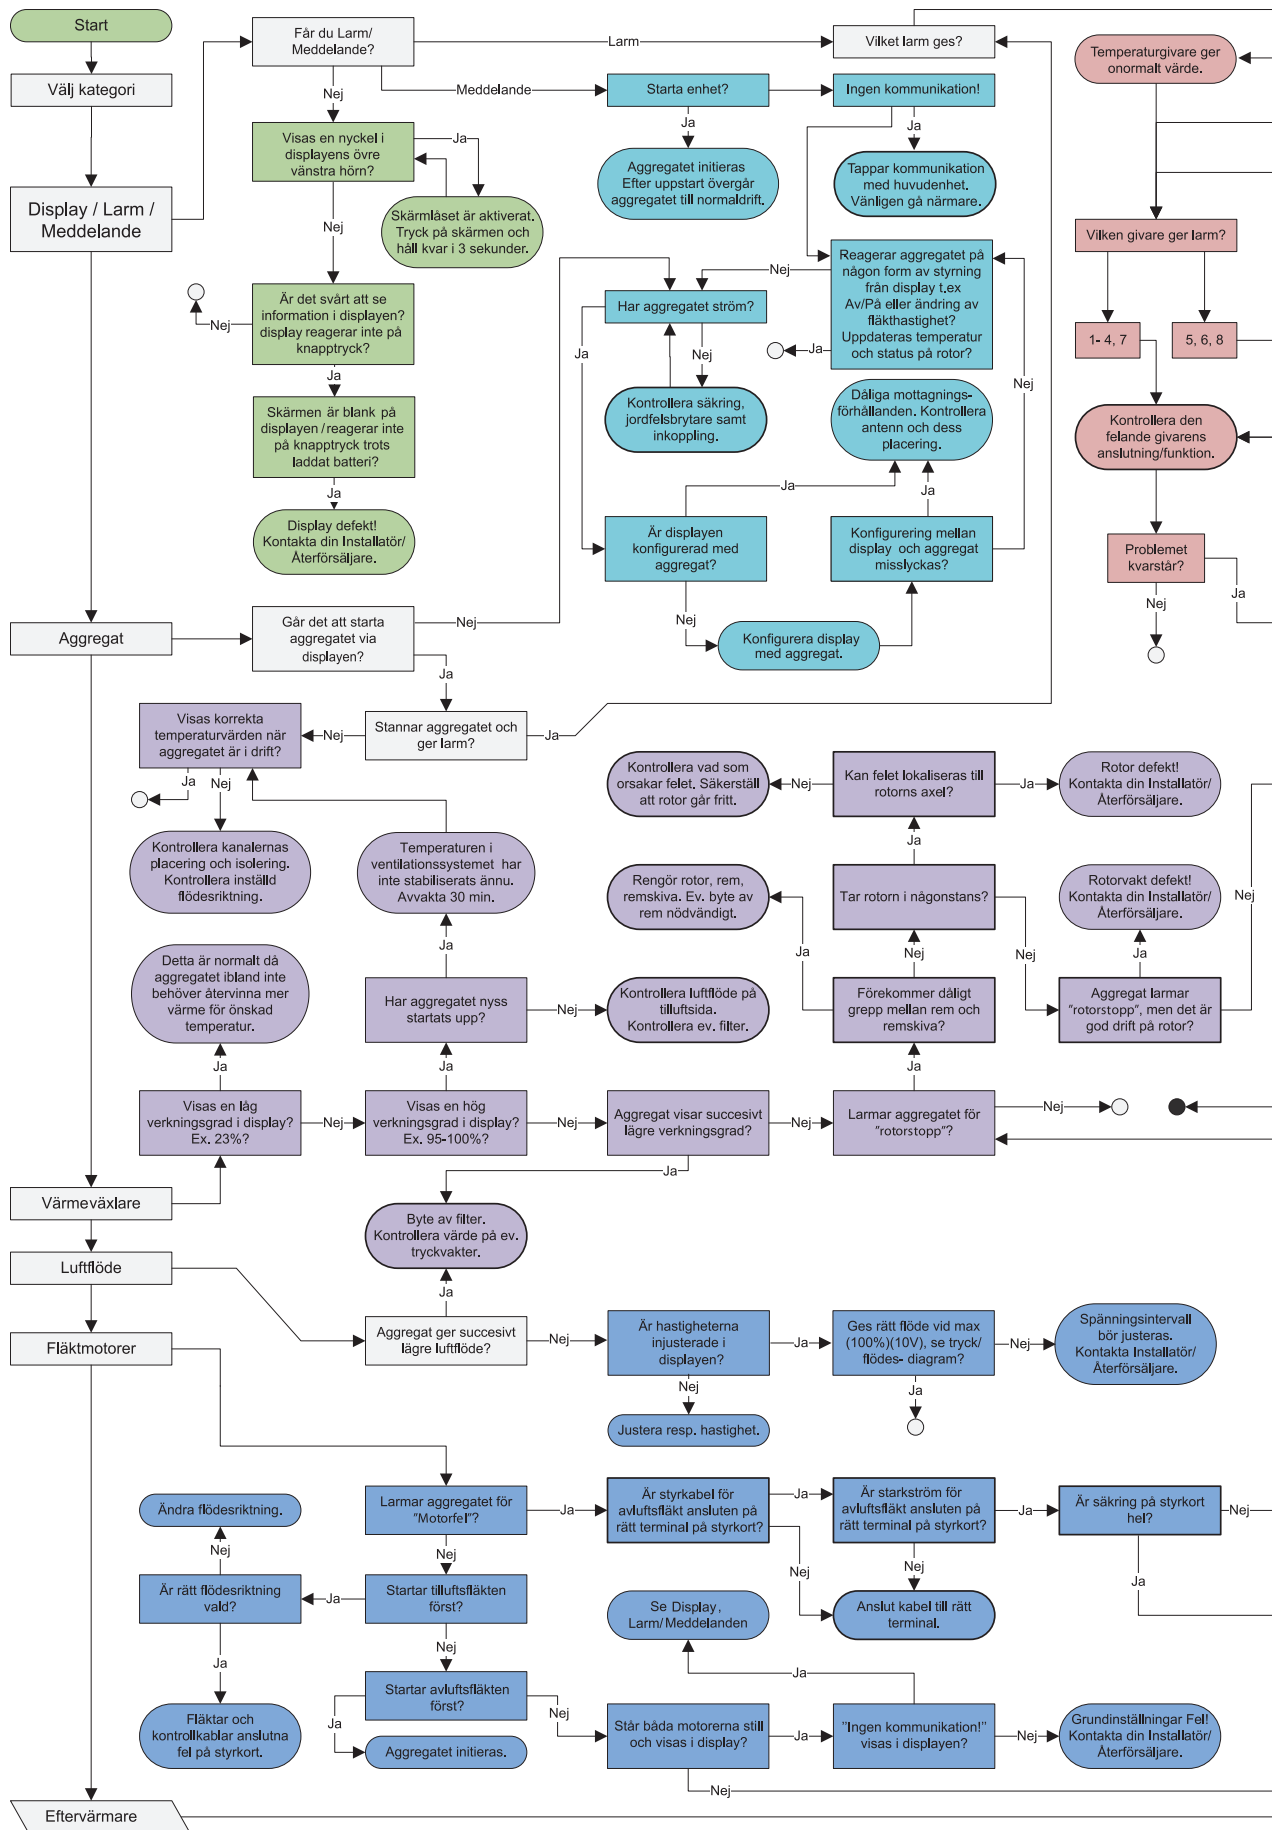 Start
Välj kategori
Display / Larm /
Meddelande
Får du Larm/
Meddelande?
Larm
Vilket larm ges?
Meddelande
Nej
Starta enhet?
Ingen kommunikation!
Temperaturgivare ger
onormalt värde.
Visas en nyckel i
displayens övre
vänstra hörn?
Ja
Skärmlåset är aktiverat.
Tryck på skärmen och
håll kvar i 3 sekunder.
Ja
Aggregatet initieras
Efter uppstart övergår
aggregatet till normaldrift.
Ja
Tappar kommunikation
med huvudenhet.
Vänligen gå närmare.
Nej
Vilken givare ger larm?
1- 4, 7
5, 6, 8
Är det svårt att se
information i displayen?
display reagerar inte på
knapptryck?
Nej
Ja
Har aggregatet ström?
Nej
Reagerar aggregatet på
någon form av styrning
från display t.ex
Av/På eller ändring av
fläkthastighet?
Uppdateras temperatur
och status på rotor?
Ja
Nej
Ja
Nej
Kontrollera säkring,
jordfelsbrytare samt
inkoppling.
Dåliga mottagnings-
förhållanden. Kontrollera
antenn och dess
placering.
Kontrollera den
felande givarens
anslutning/funktion.
Skärmen är blank på
displayen / reagerar inte
på knapptryck trots
laddat batteri?
Ja
Display defekt!
Kontakta din Installatör/
Återförsäljare.
Ja
Ja
Är displayen
konfigurerad med
aggregat?
Konfigurering mellan
display och aggregat
misslyckas?
Problemet
kvarstår?
Nej
Ja
Nej
Konfigurera display
med aggregat.
Aggregat
Går det att starta
aggregatet via
displayen?
Nej
Ja
Stannar aggregatet och
ger larm?
Nej
Ja
Visas korrekta
temperaturvärden när
aggregatet är i drift?
Ja
Nej
Kontrollera kanalernas
placering och isolering.
Kontrollera inställd
flödesriktning.
Temperaturen i
ventilationssystemet har
inte stabiliserats ännu.
Avvakta 30 min.
Ja
Kontrollera vad som
orsakar felet. Säkerställ
att rotor går fritt.
Nej
Kan felet lokaliseras till
rotorns axel?
Ja
Rotor defekt!
Kontakta din Installatör/
Återförsäljare.
Ja
Rengör rotor, rem,
remskiva. Ev. byte av
rem nödvändigt.
Tar rotorn i någonstans?
Rotorvakt defekt!
Kontakta din Installatör/
Återförsäljare.
Nej
Ja
Nej
Nej
Ja
Detta är normalt då
aggregatet ibland inte
behöver återvinna mer
värme för önskad
temperatur.
Ja
Har aggregatet nyss
startats upp?
Nej
Kontrollera luftflöde på
tilluftsida.
Kontrollera ev. filter.
Förekommer dåligt
grepp mellan rem och
remskiva?
Aggregat larmar
”rotorstopp”, men det är
god drift på rotor?
Ja
Ja
Visas en låg
verkningsgrad i display?
Ex. 23%?
Nej
Visas en hög
verkningsgrad i display?
Ex. 95-100%?
Nej
Aggregat visar succesivt
lägre verkningsgrad?
Nej
Larmar aggregatet för
”rotorstopp”?
Nej
Ja
Värmeväxlare
Byte av filter.
Kontrollera värde på ev.
tryckvakter.
Luftflöde
Ja
Aggregat ger succesivt
lägre luftflöde?
Nej
Är hastigheterna
injusterade i
displayen?
Ja
Ges rätt flöde vid max
(100%)(10V), se tryck/
flödes- diagram?
Nej
Spänningsintervall
bör justeras.
Kontakta Installatör/
Återförsäljare.
Fläktmotorer
Nej
Justera resp. hastighet.
Ja
Ändra flödesriktning.
Larmar aggregatet för
”Motorfel”?
Ja
Är styrkabel för
avluftsfläkt ansluten på
rätt terminal på styrkort?
Ja
Är starkström för
avluftsfläkt ansluten på
rätt terminal på styrkort?
Ja
Är säkring på styrkort
hel?
Nej
Nej
Nej
Nej
Nej
Ja
Är rätt flödesriktning
vald?
Ja
Startar tilluftsfläkten
först?
Se Display,
Larm/ Meddelanden
Anslut kabel till rätt
terminal.
Ja
Nej
Ja
Startar avluftsfläkten
först?
Ja
Nej
Fläktar och
kontrollkablar anslutna
fel på styrkort.
Aggregatet initieras.
Står båda motorerna still
och visas i display?
Ja
”Ingen kommunikation!”
visas i displayen?
Nej
Grundinställningar Fel!
Kontakta din Installatör/
Återförsäljare.
Nej
Eftervärmare